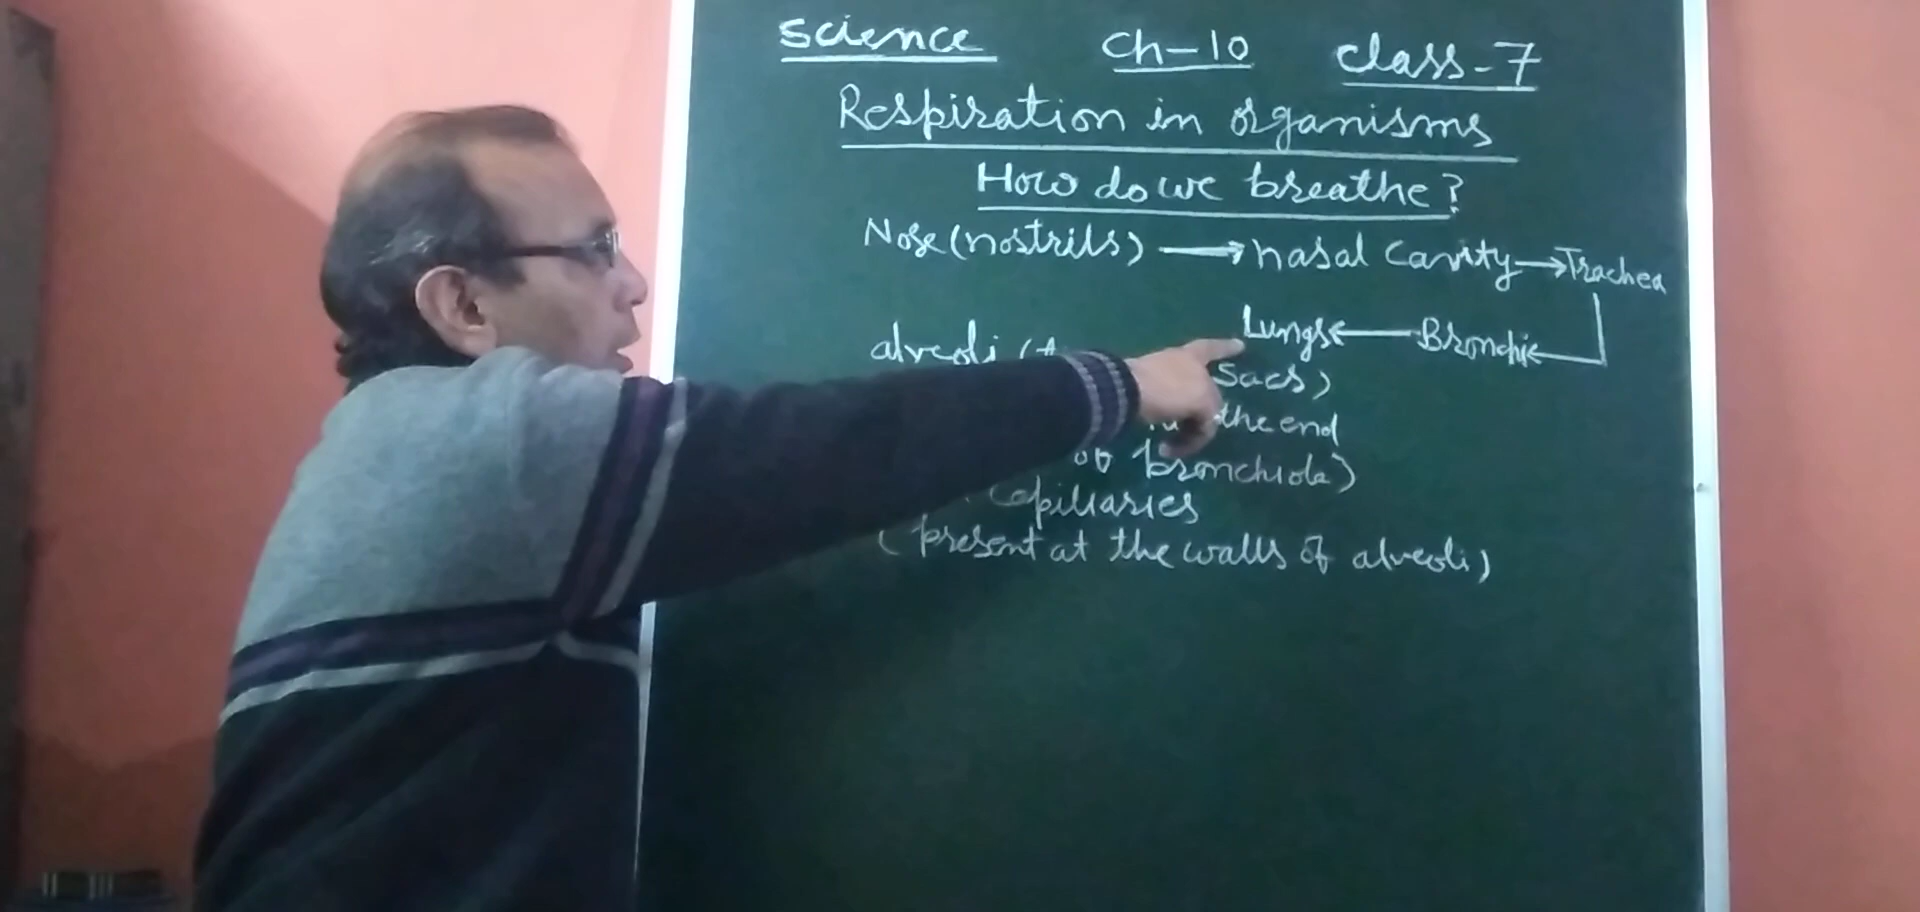 Science Ch-10 Class-7
Respiration in organisms
How do we breathe?
Nose (nostrils) → nasal Cavity → Trachea
Lungs ← Bronchi ←
alveoli (
sacs)
the end
bronchiole)
Capillaries
(present at the walls of alveoli)